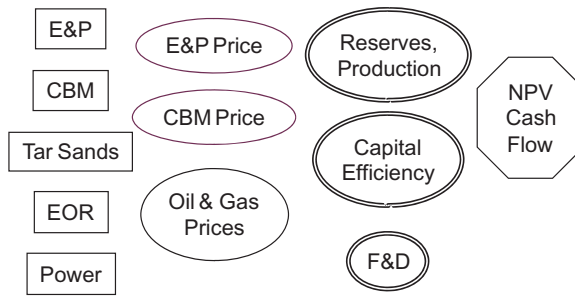 E&P
CBM
Tar Sands
EOR
Power
E&P Price
CBM Price
Oil & Gas
Prices
Reserves,
Production
Capital
Efficiency
F&D
NPV
Cash
Flow